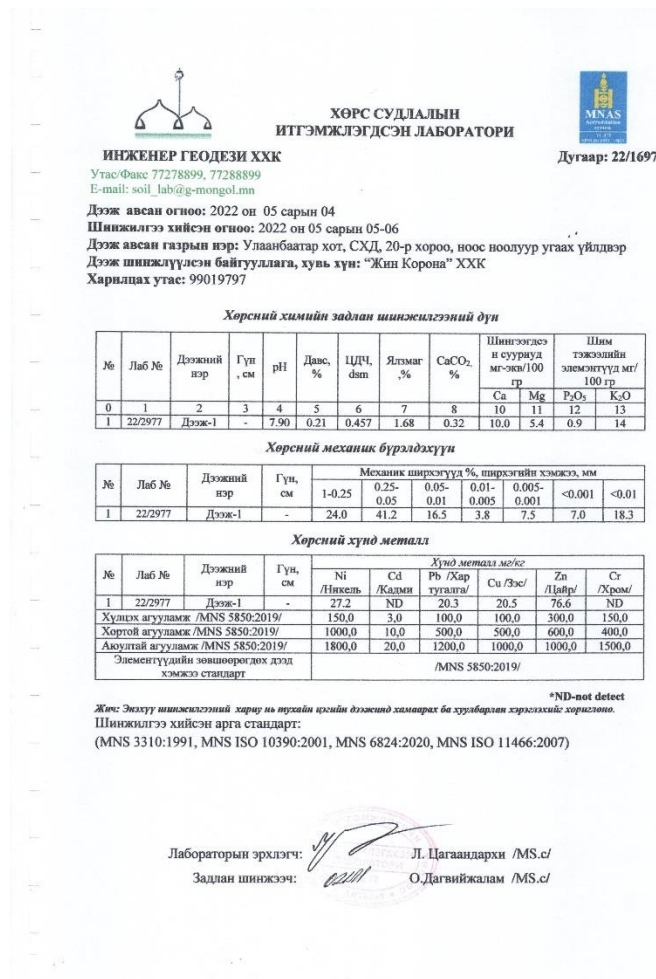 MNAS
ХӨРС СУДЛАЛЫН
ИТГЭМЖЛЭГДСЭН ЛАБОРАТОРИ
ИНЖЕНЕР ГЕОДЕЗИ ХХК
Дугаар: 22/1697
Утас/Факс 77278899, 77288899
E-mail: soil_lab@g-mongol.mn
Дээж авсан огноо: 2022 он 05 сарын 04
Шинжилгээ хийсэн огноо: 2022 он 05 сарын 05-06
Дээж авсан газрын нэр: Улаанбаатар хот, СХД, 20-р хороо, ноос ноолуур угаах үйлдвэр
Дээж шинжлүүлсэн байгууллага, хувь хүн: “Жин Корона” ХХК
Харилцах утас: 99019797
Хөрсний химийн задлан шинжилгээний дүн
№ Лаб № Дээжний нэр Гүн, см pH Давс, % ЦДЧ, dsm Ялзмаг ,% CaCO₂, % Шингээгдсэн суурнууд мг-экв/100 гр Шим тэжээлийн элемэнтүүд мг/100 гр
Ca Mg P₂O₅ K₂O
0 1 2 3 4 5 6 7 8 10 11 12 13
1 22/2977 Дээж-1 - 7.90 0.21 0.457 1.68 0.32 10.0 5.4 0.9 14
Хөрсний механик бүрэлдэхүүн
№ Лаб № Дээжний нэр Гүн, см Механик ширхэгүүд %, ширхэгийн хэмжээ, мм
1-0.25 0.25-0.05 0.05-0.01 0.01-0.005 0.005-0.001 <0.001 <0.01
1 22/2977 Дээж-1 - 24.0 41.2 16.5 3.8 7.5 7.0 18.3
Хөрсний хүнд металл
№ Лаб № Дээжний нэр Гүн, см Хүнд металл мг/кг
Ni /Никель Cd /Кадми Pb /Хар тугалга/ Cu /Зэс/ Zn /Цайр/ Cr /Хром/
1 22/2977 Дээж-1 - 27.2 ND 20.3 20.5 76.6 ND
Хүлцэх агууламж /MNS 5850:2019/ 150,0 3,0 100,0 100,0 300,0 150,0
Хортой агууламж /MNS 5850:2019/ 1000,0 10,0 500,0 500,0 600,0 400,0
Аюултай агууламж /MNS 5850:2019/ 1800,0 20,0 1200,0 1000,0 1000,0 1500,0
Элементүүдийн зөвшөөрөгдөх дээд хэмжээ стандарт /MNS 5850:2019/
*ND-not detect
Жич: Энэхүү шинжилгээний хариу нь тухайн цэгийн дээжинд хамаарах ба хуулбарлан хэрэглэхийг хориглоно.
Шинжилгээ хийсэн арга стандарт:
(MNS 3310:1991, MNS ISO 10390:2001, MNS 6824:2020, MNS ISO 11466:2007)
Лабораторын эрхлэгч: Л. Цагаандархи /MS.c/
Задлан шинжээч: О.Дагвийжалам /MS.c/